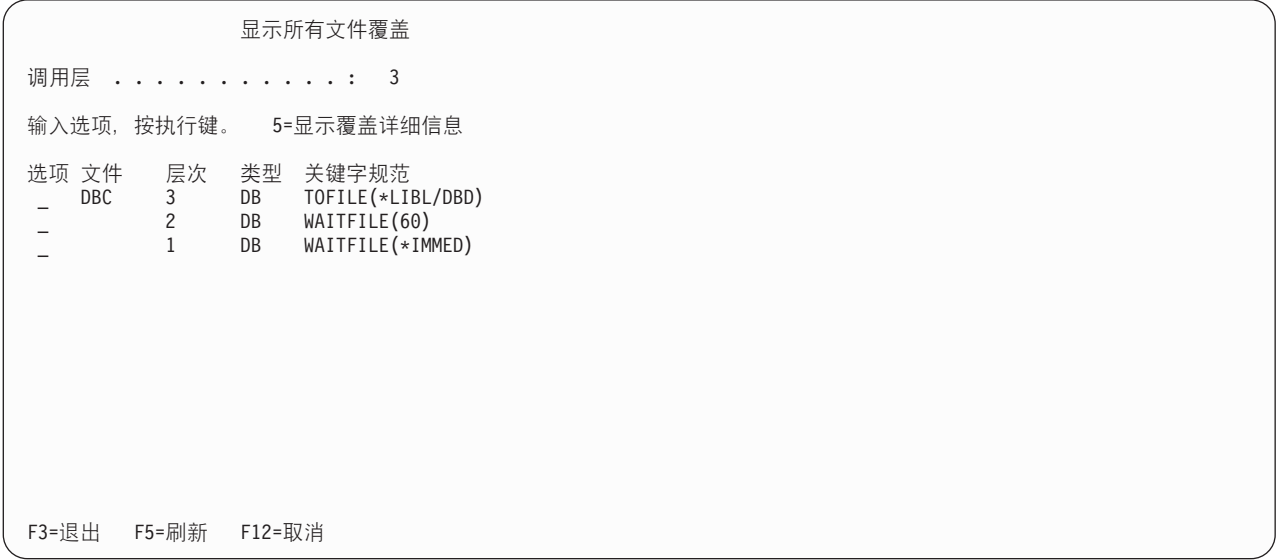 显示所有文件覆盖
调用层 . . . . . . . . . . . : 3
输入选项, 按执行键。 5=显示覆盖详细信息
选项 文件 层次 类型 关键字规范
_ DBC 3 DB TOFILE(*LIBL/DBD)
_ 2 DB WAITFILE(60)
_ 1 DB WAITFILE(*IMMED)
F3=退出 F5=刷新 F12=取消